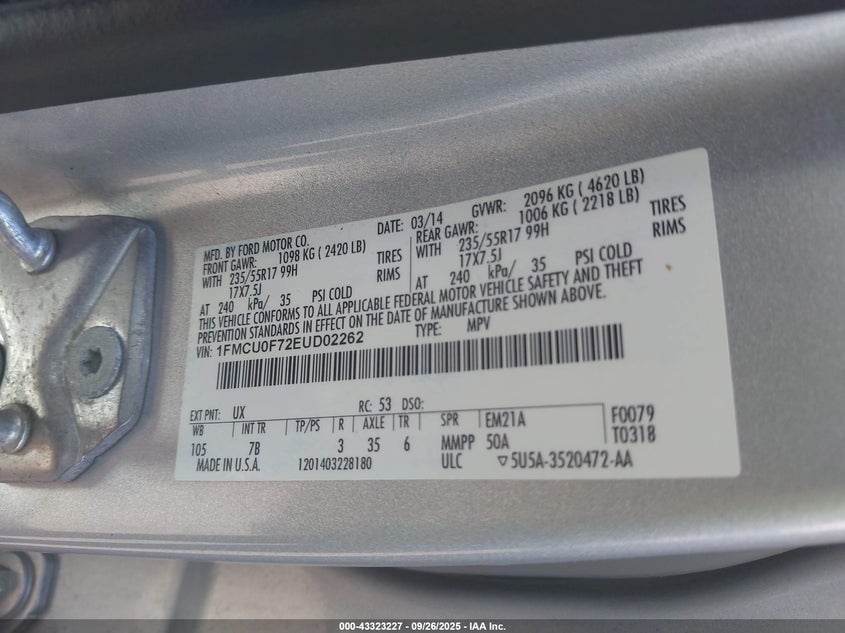 MFD. BY FORD MOTOR CO.
DATE: 03/14 GVWR: 2096 KG ( 4620 LB)
FRONT GAWR: 1098 KG ( 2420 LB) REAR GAWR: 1006 KG ( 2218 LB)
WITH 235/55R17 99H TIRES WITH 235/55R17 99H TIRES
17X7.5J RIMS 17X7.5J RIMS
AT 240 kPa/ 35 PSI COLD AT 240 kPa/ 35 PSI COLD
THIS VEHICLE CONFORMS TO ALL APPLICABLE FEDERAL MOTOR VEHICLE SAFETY AND THEFT
PREVENTION STANDARDS IN EFFECT ON THE DATE OF MANUFACTURE SHOWN ABOVE.
VIN: 1FMCU0F72EUD02262 TYPE: MPV
EXT PNT: UX RC: 53 DSO:
WB INT TR TP/PS R AXLE TR SPR EM21A F0079
105 7B 3 35 6 MMPP 50A T0318
MADE IN U.S.A. 1201403228180 ULC ▽5U5A-3520472-AA
000-43323227 - 09/26/2025 - IAA Inc.